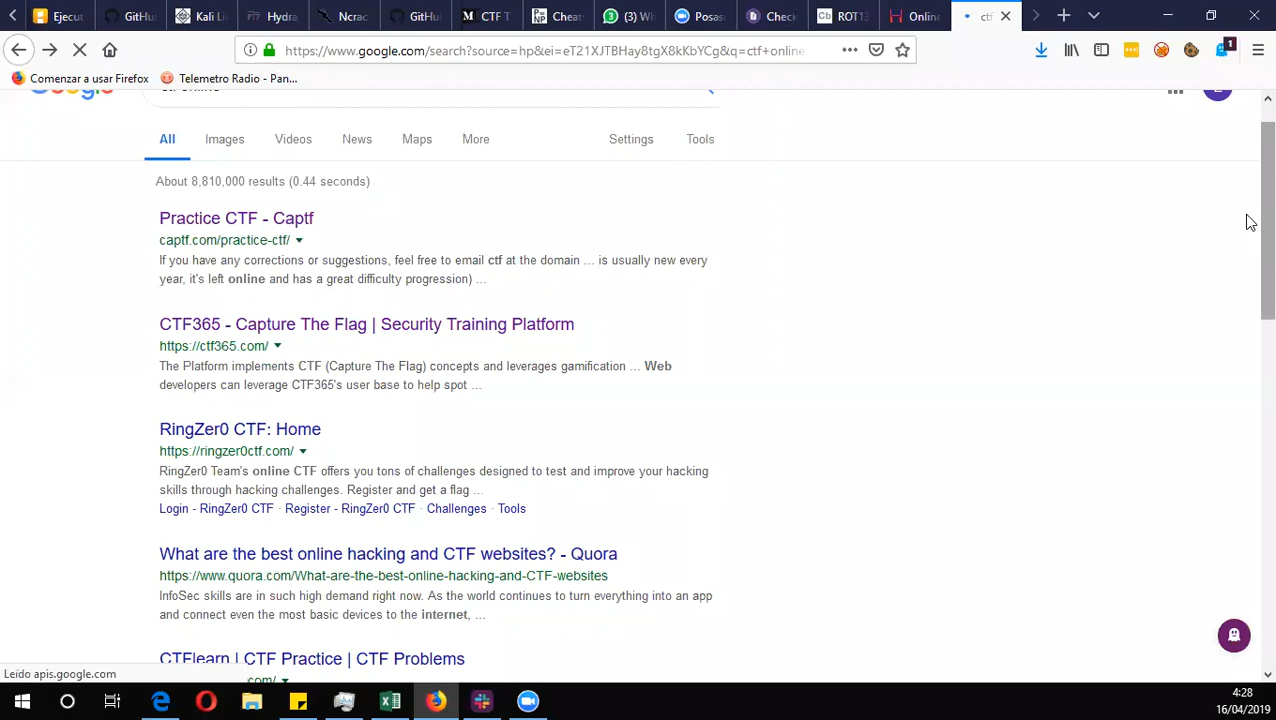 Ejecut
GitHu
Kali Li
Hydra
Ncrac
GitHu
CTF T
Cheat
(3) W
Posas
Check
ROT13
Online
ctf
https://www.google.com/search?source=hp&ei=eT21XJTBHay8tgX8kKbYCg&q=ctf+online
1
Comenzar a usar Firefox
Telemetro Radio - Pan...
All
Images
Videos
News
Maps
More
Settings
Tools
About 8,810,000 results (0.44 seconds)
Practice CTF - Captf
captf.com/practice-ctf/
If you have any corrections or suggestions, feel free to email ctf at the domain ... is usually new every
year, it's left online and has a great difficulty progression) ...
CTF365 - Capture The Flag | Security Training Platform
https://ctf365.com/
The Platform implements CTF (Capture The Flag) concepts and leverages gamification ... Web
developers can leverage CTF365's user base to help spot ...
RingZer0 CTF: Home
https://ringzer0ctf.com/
RingZer0 Team's online CTF offers you tons of challenges designed to test and improve your hacking
skills through hacking challenges. Register and get a flag ...
Login - RingZer0 CTF · Register - RingZer0 CTF · Challenges · Tools
What are the best online hacking and CTF websites? - Quora
https://www.quora.com/What-are-the-best-online-hacking-and-CTF-websites
InfoSec skills are in such high demand right now. As the world continues to turn everything into an app
and connect even the most basic devices to the internet, ...
CTFlearn | CTF Practice | CTF Problems
.com/
Leído apis.google.com
4:28
16/04/2019